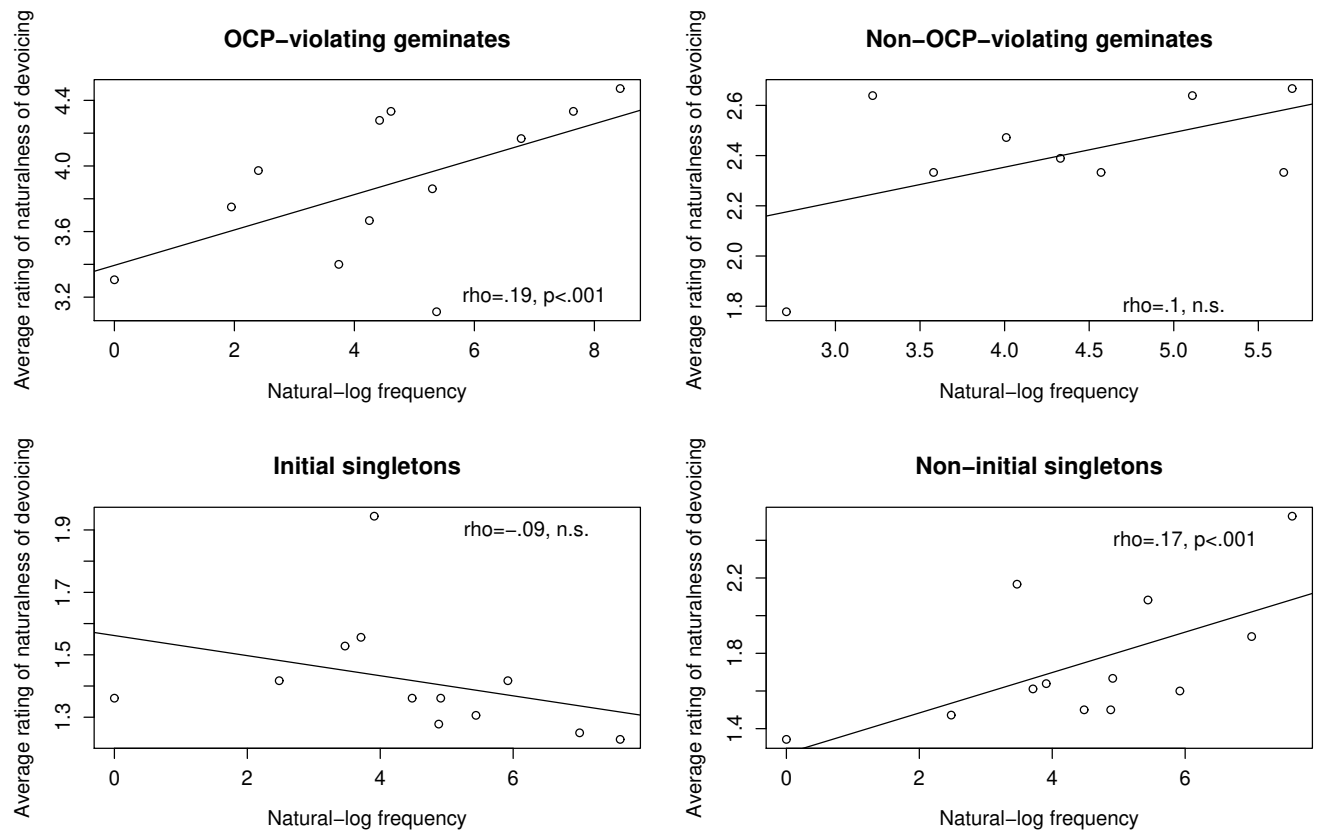 OCP−violating geminates
Average rating of naturalness of devoicing
4.4
4.0
3.6
3.2
rho=.19, p<.001
0 2 4 6 8
Natural−log frequency
Non−OCP−violating geminates
Average rating of naturalness of devoicing
2.6
2.4
2.2
2.0
1.8
rho=.1, n.s.
3.0 3.5 4.0 4.5 5.0 5.5
Natural−log frequency
Initial singletons
Average rating of naturalness of devoicing
1.9
1.7
1.5
1.3
rho=−.09, n.s.
0 2 4 6
Natural−log frequency
Non−initial singletons
Average rating of naturalness of devoicing
2.2
1.8
1.4
rho=.17, p<.001
0 2 4 6
Natural−log frequency